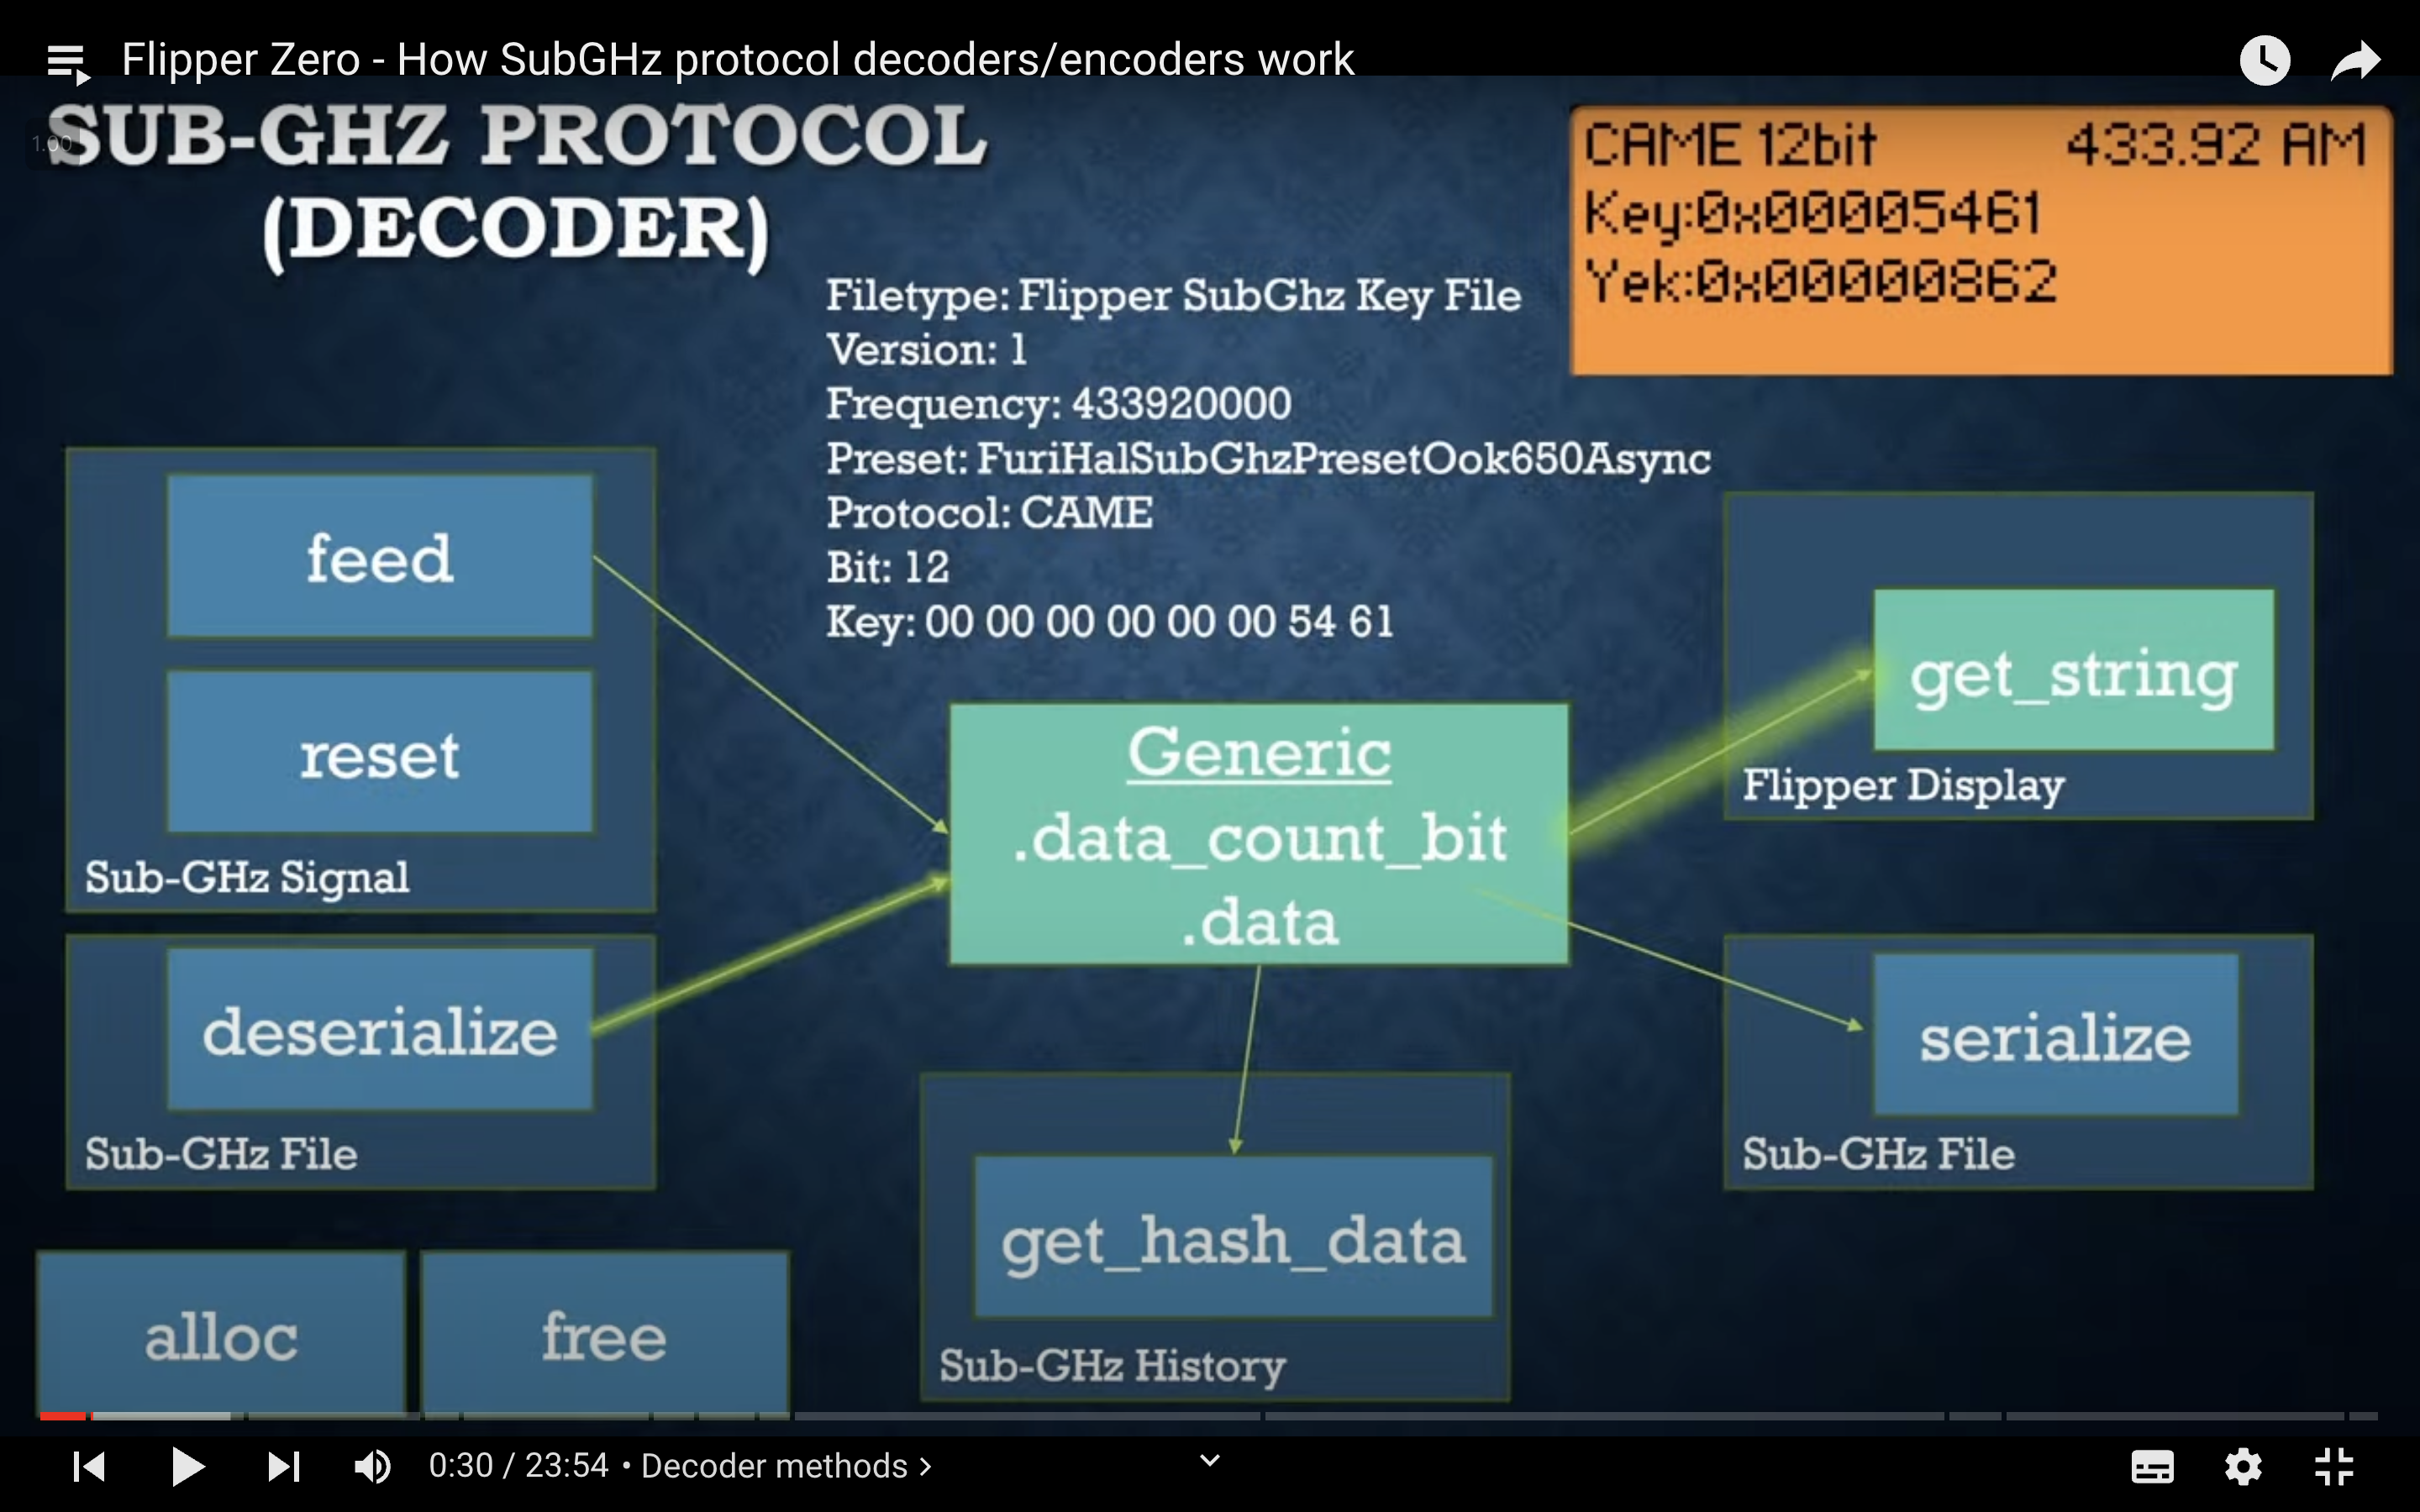 Flipper Zero - How SubGHz protocol decoders/encoders work
1.00
SUB-GHZ PROTOCOL
(DECODER)
CAME 12bit 433.92 AM
Key:0x00005461
Yek:0x00000862
Filetype: Flipper SubGhz Key File
Version: 1
Frequency: 433920000
Preset: FuriHalSubGhzPresetOok650Async
Protocol: CAME
Bit: 12
Key: 00 00 00 00 00 00 54 61
feed
reset
Sub-GHz Signal
deserialize
Sub-GHz File
alloc
free
Generic
.data_count_bit
.data
get_hash_data
Sub-GHz History
get_string
Flipper Display
serialize
Sub-GHz File
0:30 / 23:54 • Decoder methods